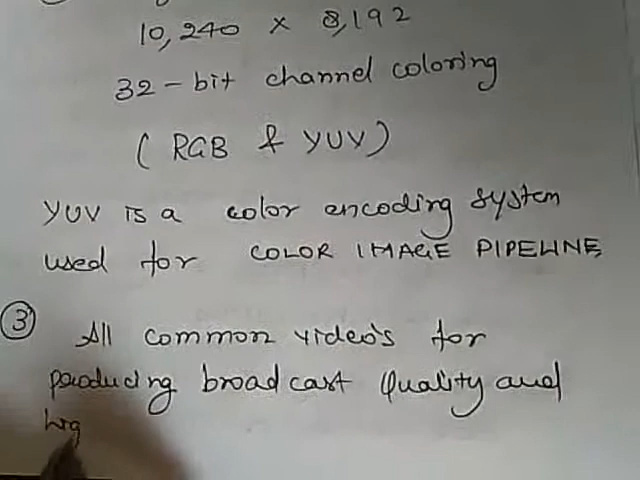 10,240 x 8,192
32-bit channel coloring
(RGB & YUV)
YUV is a color encoding system
used for COLOR IMAGE PIPELINE
③ All common video's for
producing broadcast Quality and
hig